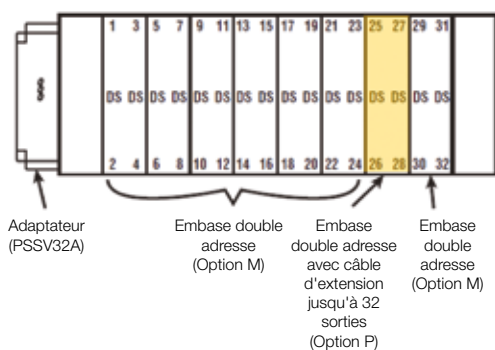 1 3 5 7 9 11 13 15 17 19 21 23 25 27 29 31
DS DS DS DS DS DS DS DS DS DS DS DS DS DS DS DS
2 4 6 8 10 12 14 16 18 20 22 24 26 28 30 32
Adaptateur
(PSSV32A)
Embase double
adresse
(Option M)
Embase
double adresse
avec câble
d'extension
jusqu'à 32
sorties
(Option P)
Embase
double
adresse
(Option M)